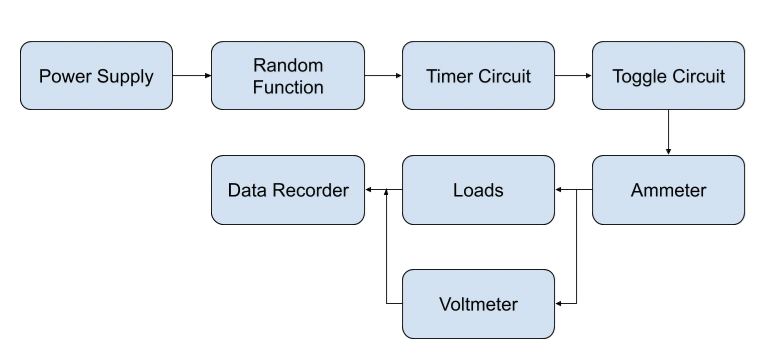 Power Supply
Random
Function
Timer Circuit
Toggle Circuit
Data Recorder
Loads
Ammeter
Voltmeter